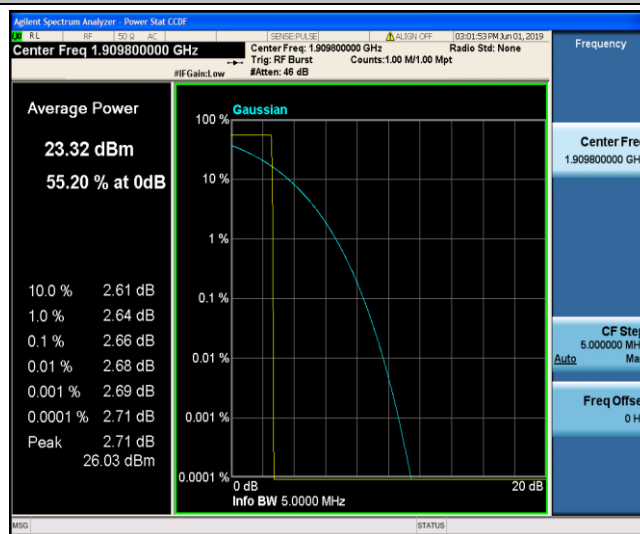 Agilent Spectrum Analyzer - Power Stat CCDF
RL RF 50 Ω AC SENSE:PULSE ALIGN OFF 03:01:53 PM Jun 01, 2019
Center Freq 1.909800000 GHz
Center Freq: 1.909800000 GHz Radio Std: None
Trig: RF Burst Counts:1.00 M/1.00 Mpt
#IFGain:Low #Atten: 46 dB
Frequency
Average Power
23.32 dBm
55.20 % at 0dB
10.0 % 2.61 dB
1.0 % 2.64 dB
0.1 % 2.66 dB
0.01 % 2.68 dB
0.001 % 2.69 dB
0.0001 % 2.71 dB
Peak 2.71 dB
26.03 dBm
Gaussian
100 %
10 %
1 %
0.1 %
0.01 %
0.001 %
0.0001 %
0 dB 20 dB
Info BW 5.0000 MHz
Center Fre
1.909800000 GH
CF Ste
5.000000 MH
Auto Ma
Freq Offse
0 H
MSG STATUS